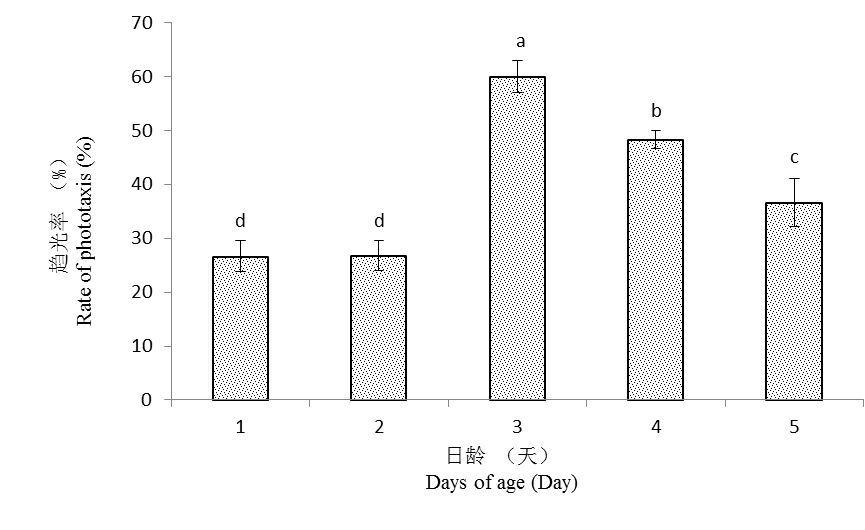 70
60
50
40
30
20
10
0
趋光率 （%）
Rate of phototaxis (%)
d
d
a
b
c
1
2
3
4
5
日龄 （天）
Days of age (Day)